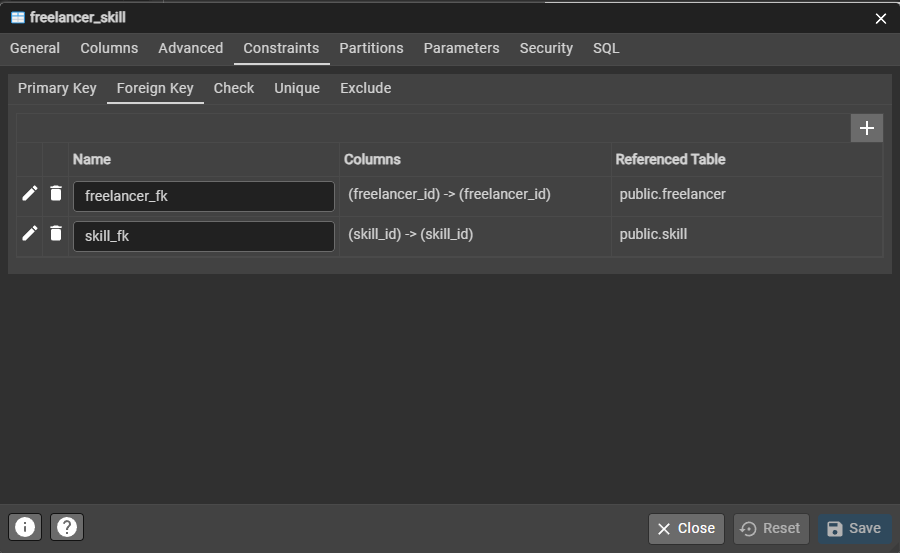 freelancer_skill
General Columns Advanced Constraints Partitions Parameters Security SQL
Primary Key Foreign Key Check Unique Exclude
Name Columns Referenced Table
freelancer_fk (freelancer_id) -> (freelancer_id) public.freelancer
skill_fk (skill_id) -> (skill_id) public.skill
Close Reset Save